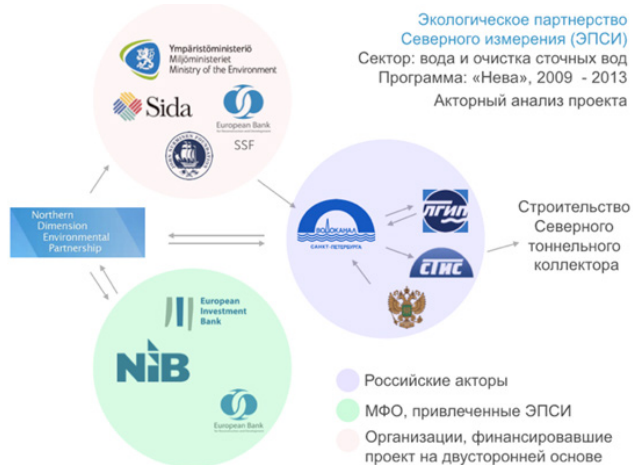 Экологическое партнерство
Северного измерения (ЭПСИ)
Сектор: вода и очистка сточных вод
Программа: «Нева», 2009 - 2013
Акторный анализ проекта
Ympäristöministeriö
Miljöministeriet
Ministry of the Environment
Sida
European Bank
SSF
Northern
Dimension
Environmental
Partnership
ВОДОКАНАЛ
САНКТ-ПЕТЕРБУРГА
ЛГИП
СТИС
Строительство
Северного
тоннельного
коллектора
European
Investment
Bank
NIB
European Bank
Российские акторы
МФО, привлеченные ЭПСИ
Организации, финансировавшие
проект на двусторонней основе